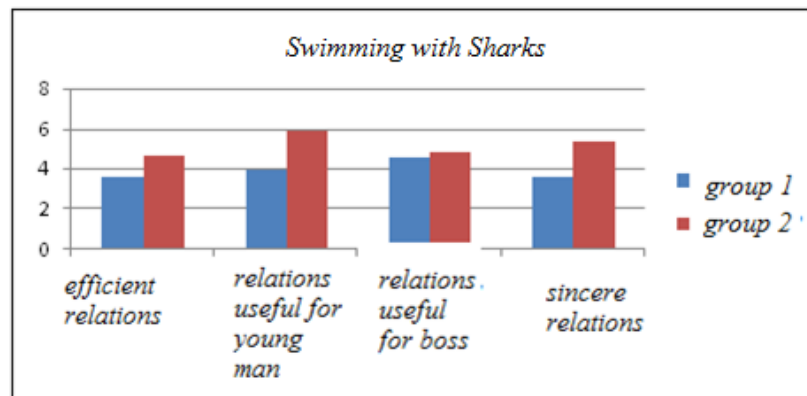 Swimming with Sharks
8
6
4
2
0
group 1
group 2
efficient
relations
relations
useful for
young
man
relations
useful
for boss
sincere
relations